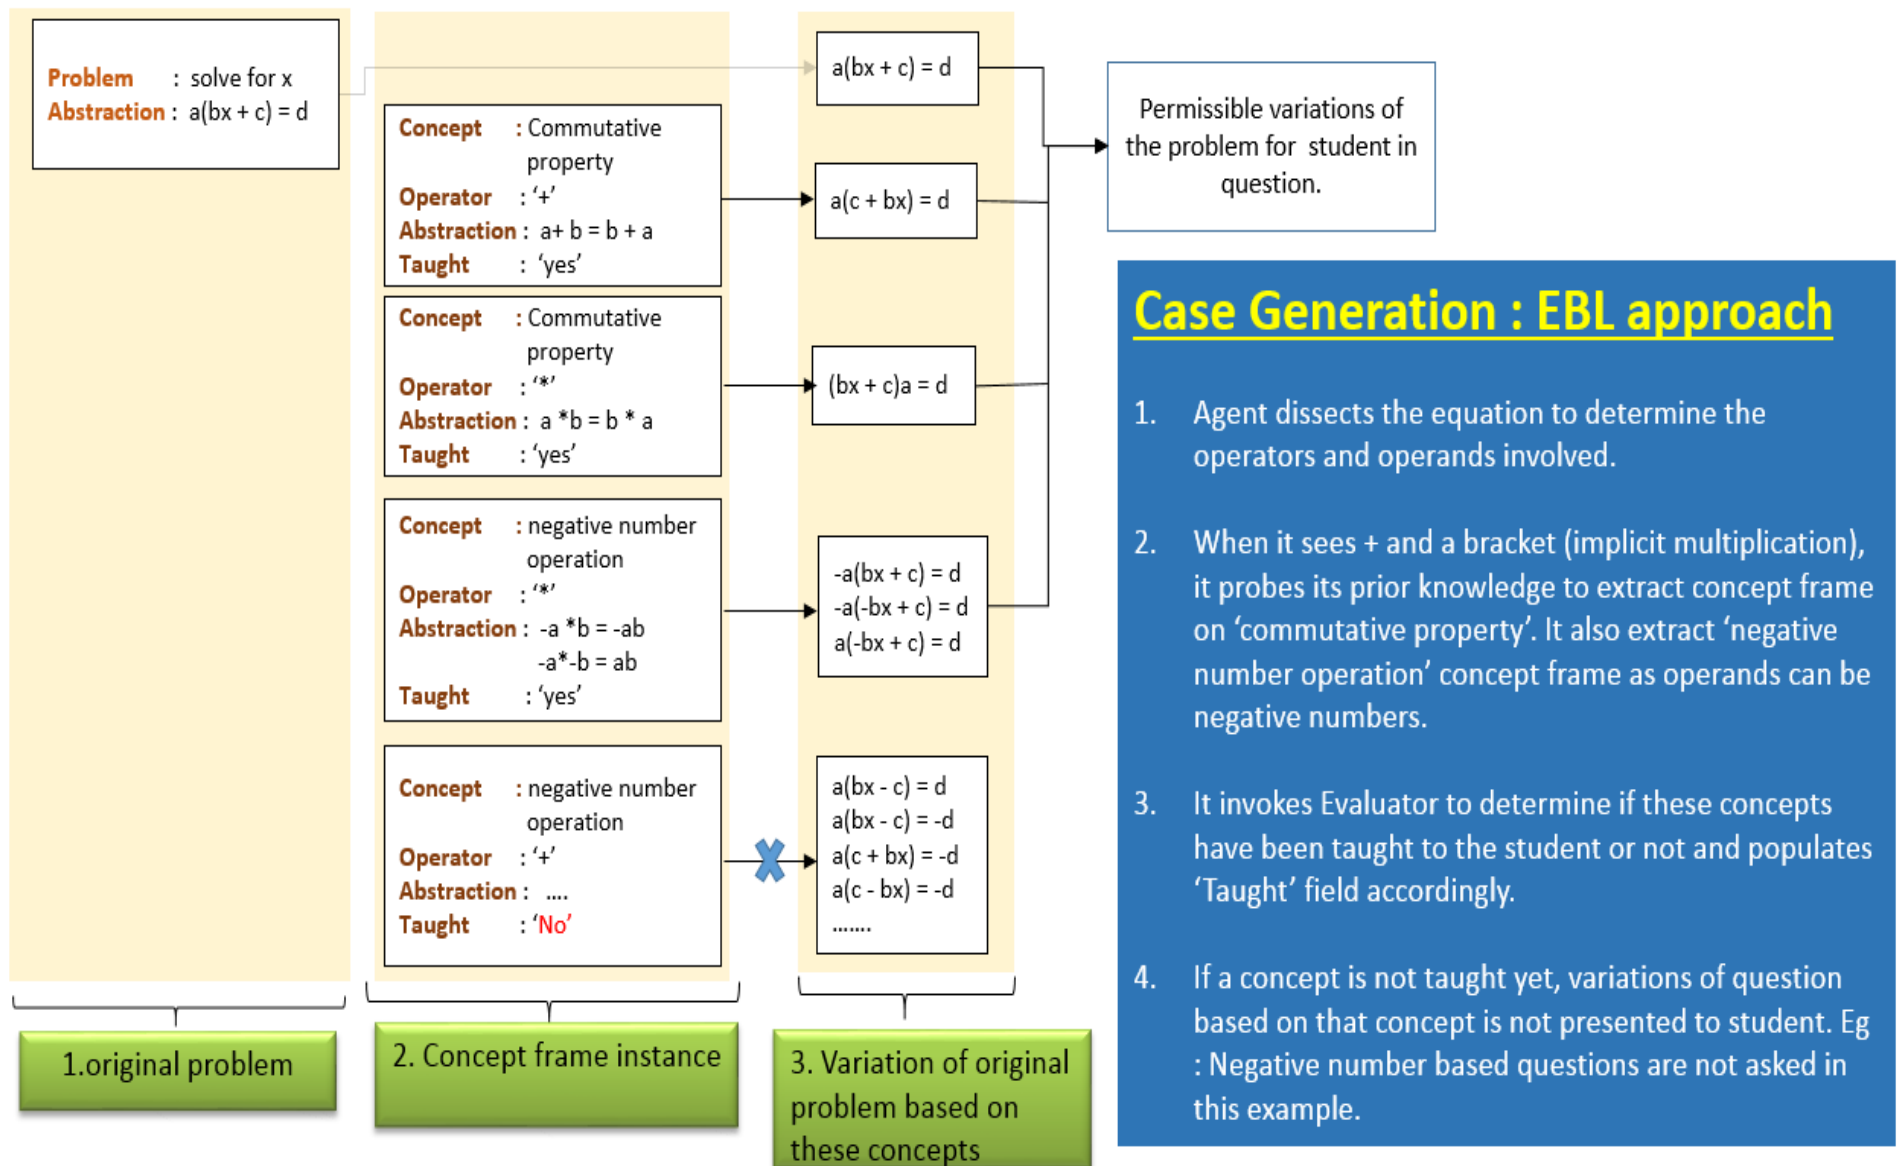 Problem : solve for x
Abstraction : a(bx + c) = d
Concept : Commutative
property
Operator : ‘+’
Abstraction : a+ b = b + a
Taught : ‘yes’
Concept : Commutative
property
Operator : ‘*’
Abstraction : a *b = b * a
Taught : ‘yes’
Concept : negative number
operation
Operator : ‘*’
Abstraction : -a *b = -ab
-a*-b = ab
Taught : ‘yes’
Concept : negative number
operation
Operator : ‘+’
Abstraction : ....
Taught : ‘No’
a(bx + c) = d
a(c + bx) = d
(bx + c)a = d
-a(bx + c) = d
-a(-bx + c) = d
a(-bx + c) = d
a(bx - c) = d
a(bx - c) = -d
a(c + bx) = -d
a(c - bx) = -d
.......
Permissible variations of
the problem for student in
question.
1.original problem
2. Concept frame instance
3. Variation of original
problem based on
these concepts
Case Generation : EBL approach
1. Agent dissects the equation to determine the
operators and operands involved.
2. When it sees + and a bracket (implicit multiplication),
it probes its prior knowledge to extract concept frame
on ‘commutative property’. It also extract ‘negative
number operation’ concept frame as operands can be
negative numbers.
3. It invokes Evaluator to determine if these concepts
have been taught to the student or not and populates
‘Taught’ field accordingly.
4. If a concept is not taught yet, variations of question
based on that concept is not presented to student. Eg
: Negative number based questions are not asked in
this example.